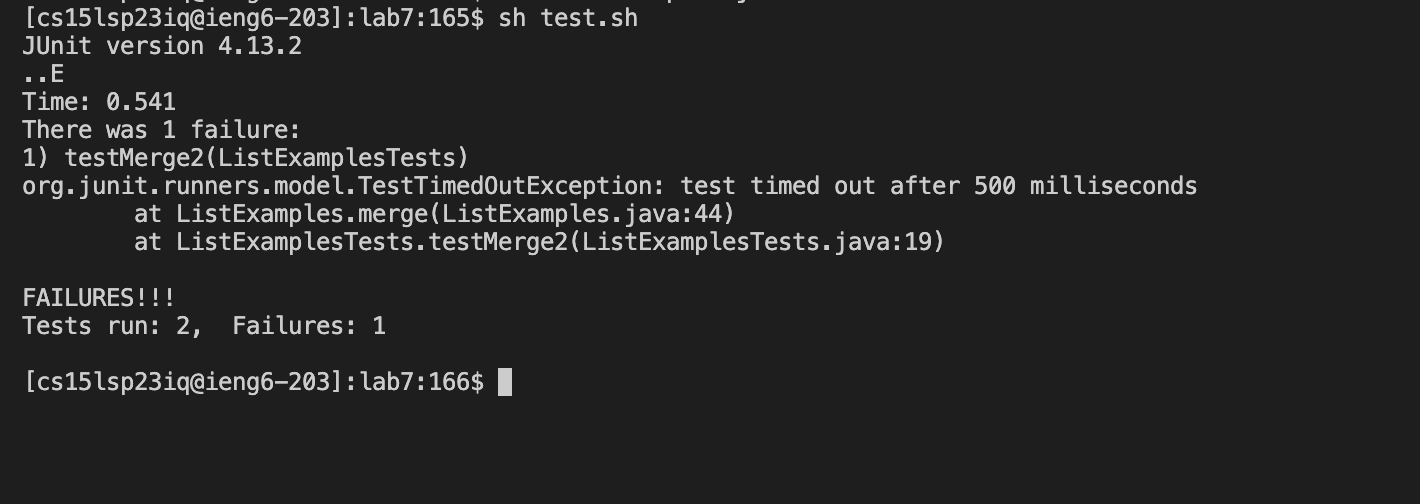 [cs15lsp23iq@ieng6-203]:lab7:165$ sh test.sh
JUnit version 4.13.2
..E
Time: 0.541
There was 1 failure:
1) testMerge2(ListExamplesTests)
org.junit.runners.model.TestTimedOutException: test timed out after 500 milliseconds
        at ListExamples.merge(ListExamples.java:44)
        at ListExamplesTests.testMerge2(ListExamplesTests.java:19)

FAILURES!!!
Tests run: 2,  Failures: 1

[cs15lsp23iq@ieng6-203]:lab7:166$